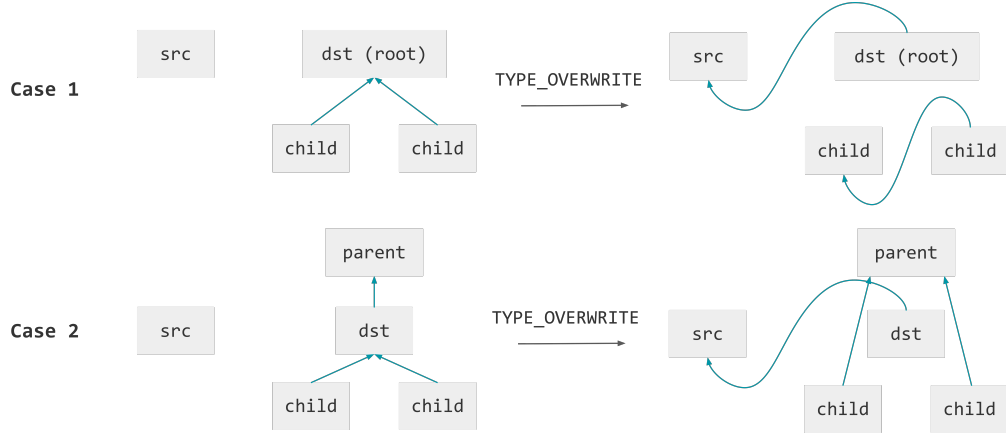 src
dst (root)
src
dst (root)
TYPE_OVERWRITE
Case 1
child
child
child
child
parent
parent
TYPE_OVERWRITE
Case 2
src
dst
src
dst
child
child
child
child